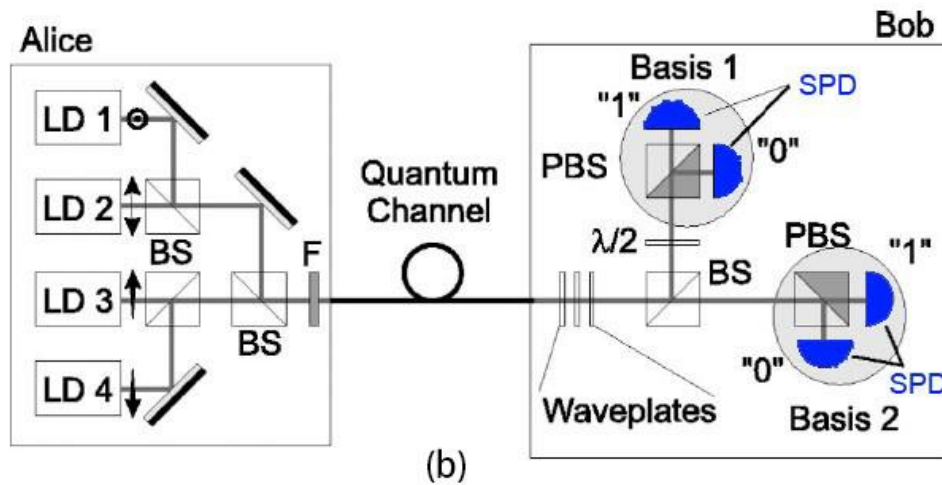 Alice
LD 1
LD 2
BS
LD 3
BS
F
LD 4
Quantum
Channel
Bob
Basis 1
SPD
"1"
"0"
PBS
λ/2
BS
PBS
"1"
"0"
SPD
Waveplates
Basis 2
(b)